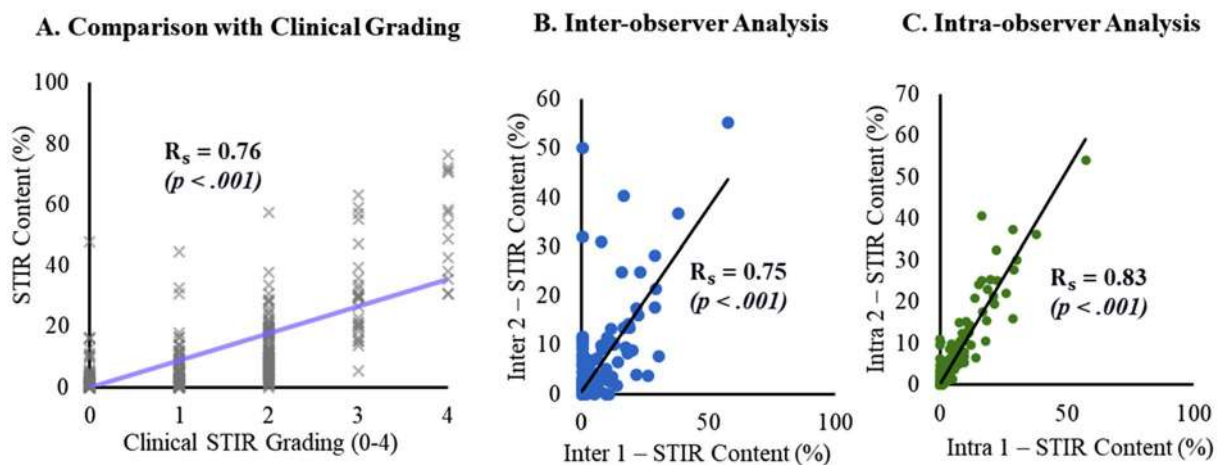 A. Comparison with Clinical Grading
STIR Content (%)
100
80
60
40
20
0
R_s = 0.76
(p < .001)
0 1 2 3 4
Clinical STIR Grading (0-4)
B. Inter-observer Analysis
Inter 2 – STIR Content (%)
60
50
40
30
20
10
0
R_s = 0.75
(p < .001)
0 50 100
Inter 1 – STIR Content (%)
C. Intra-observer Analysis
Intra 2 – STIR Content (%)
70
60
50
40
30
20
10
0
R_s = 0.83
(p < .001)
0 50 100
Intra 1 – STIR Content (%)